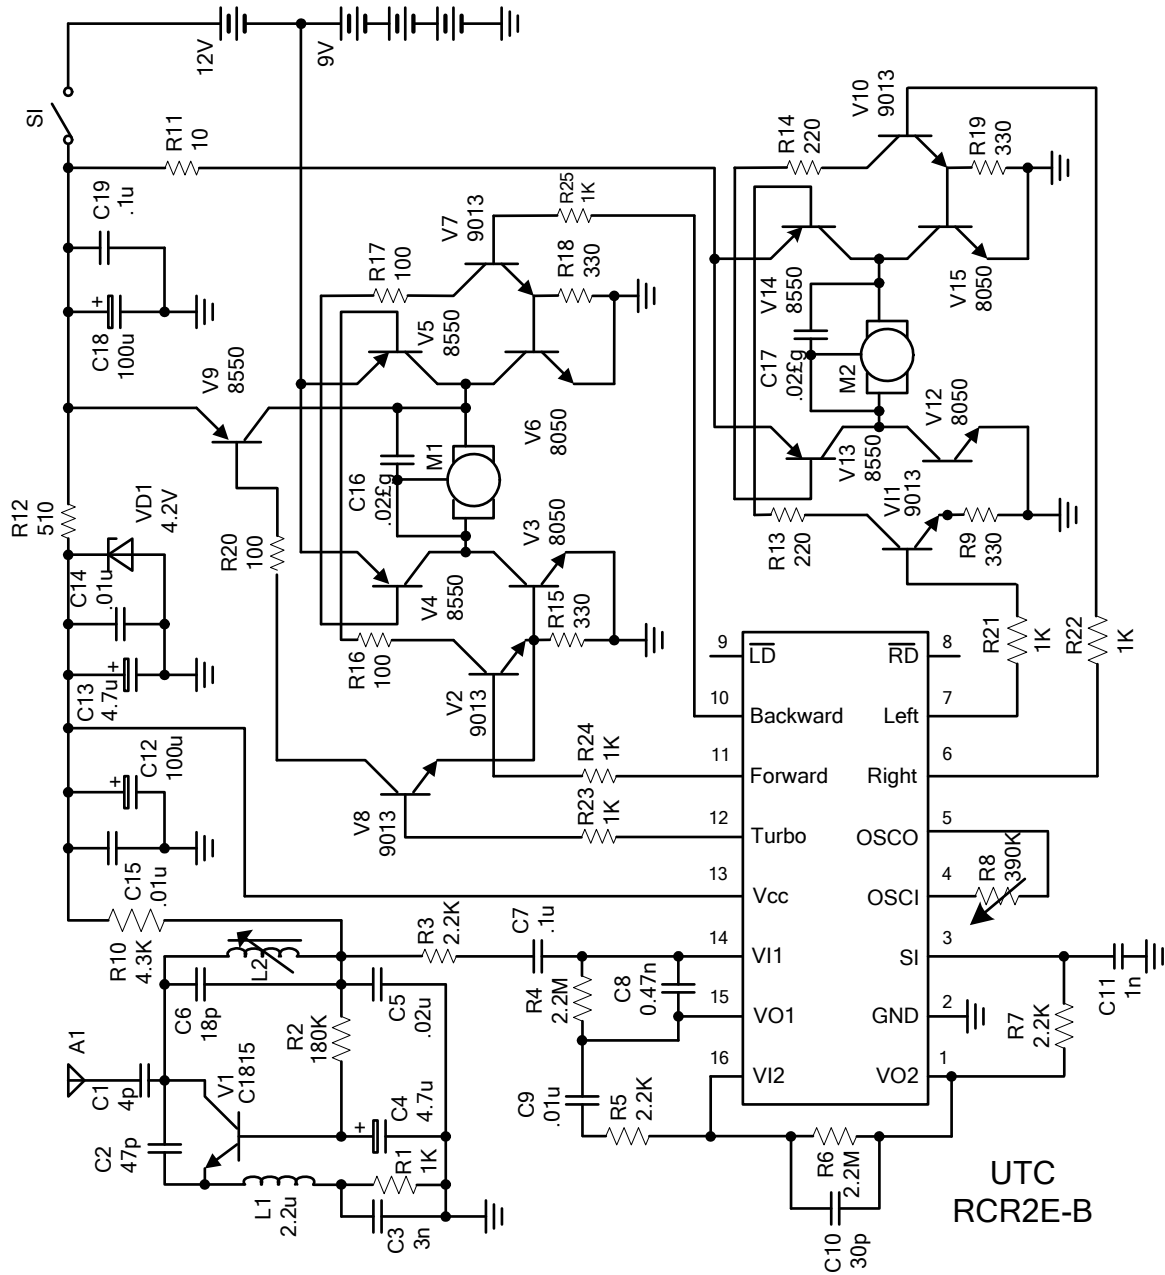 SI
12V
9V
R11
10
C19
.1u
C18
100u
V9
8550
R12
510
VD1
4.2V
C14
.01u
C13
4.7u
+
C12
100u
+
C15
.01u
R10
4.3K
R20
100
R17
100
V7
9013
R25
1K
R18
330
V5
8550
V6
8050
M1
C16
.02£g
V3
8050
V4
8550
R15
330
R16
100
V2
9013
V8
9013
R24
1K
R23
1K
V10
9013
R14
220
R19
330
V14
8550
V15
8050
C17
.02£g
M2
V12
8050
V13
8550
VI1
9013
R13
220
R9
330
R21
1K
R22
1K
9
LD
10
Backward
11
Forward
12
Turbo
13
Vcc
14
VI1
15
VO1
16
VI2
RD
8
Left
7
Right
6
OSCO
5
OSCI
4
SI
3
GND
2
VO2
1
R8
390K
C11
1n
R7
2.2K
R3
2.2K
C7
.1u
R4
2.2M
C8
0.47n
C9
.01u
R5
2.2K
R6
2.2M
C10
30p
L2
C6
18p
C5
.02u
R2
180K
A1
C1
4p
V1
C1815
C2
47p
C4
4.7u
+
R1
1K
L1
2.2u
C3
3n
+
UTC
RCR2E-B